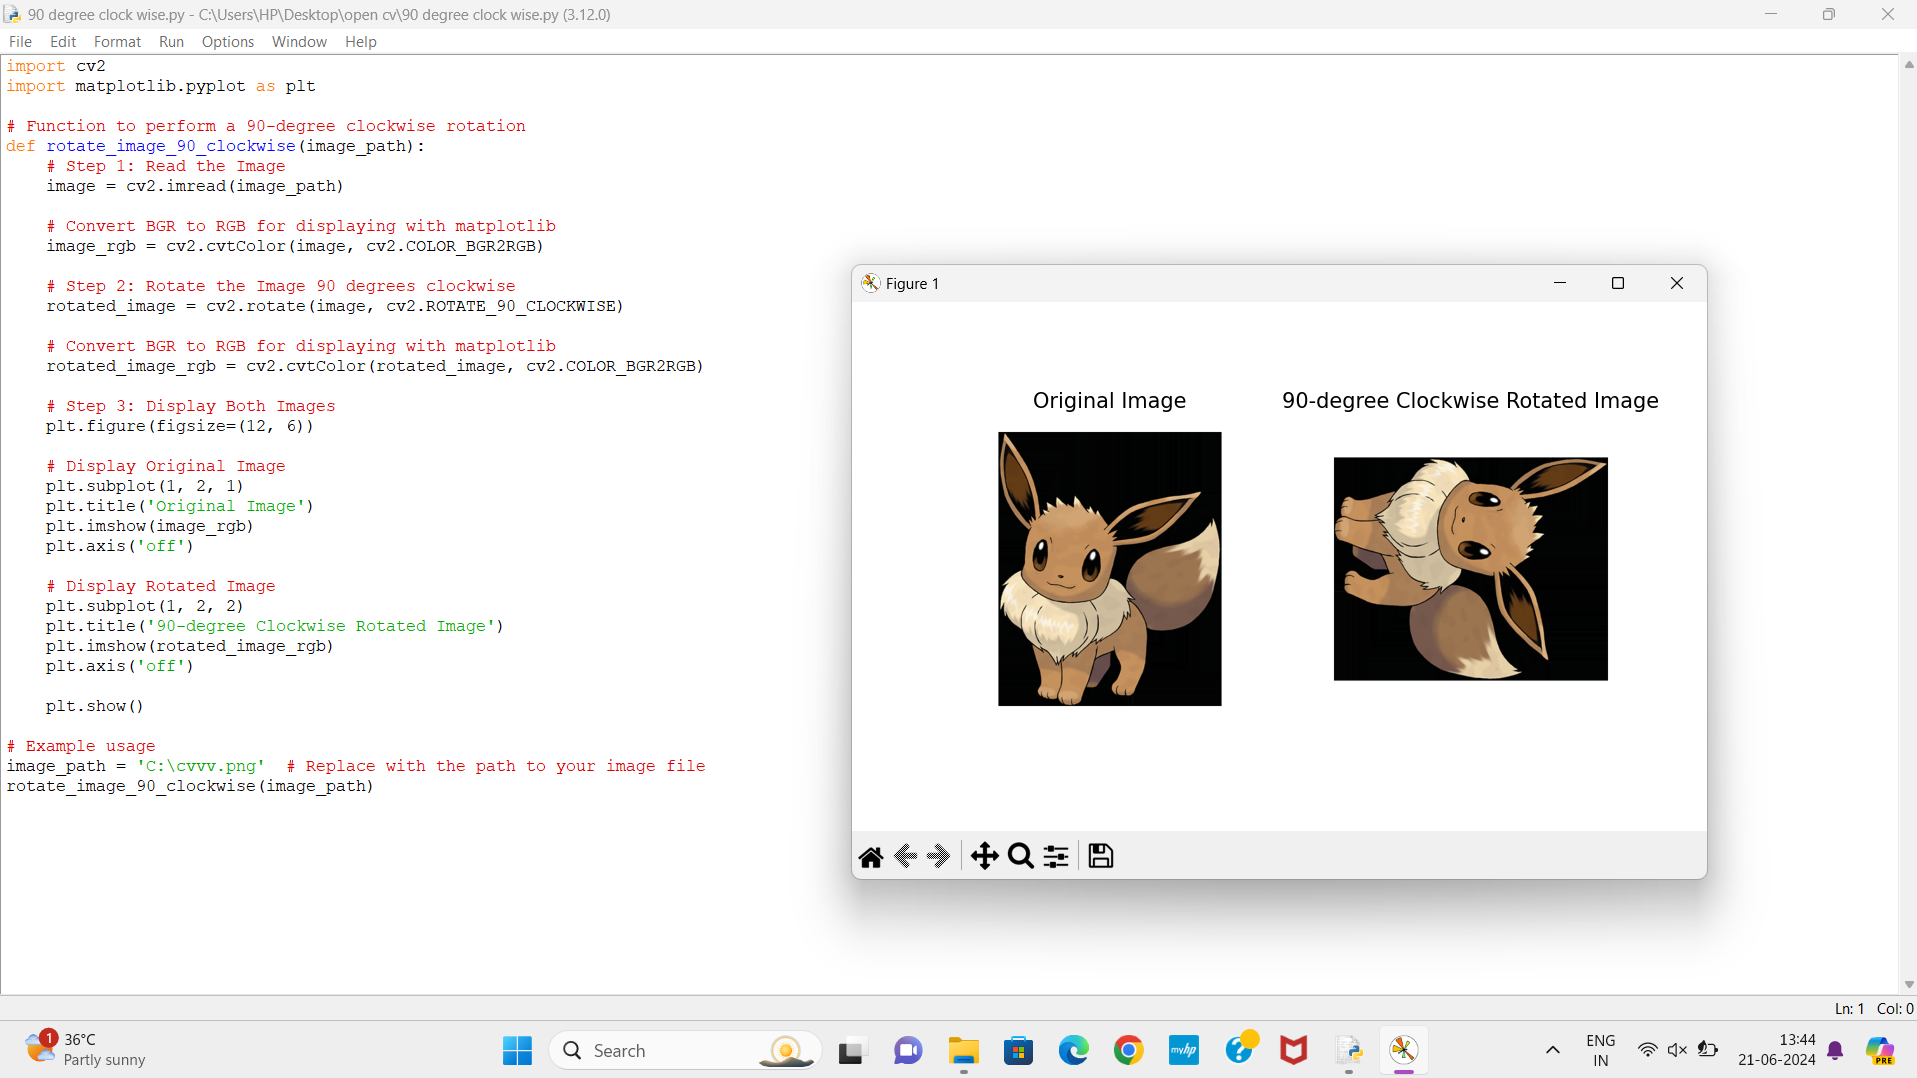 90 degree clock wise.py - C:\Users\HP\Desktop\open cv\90 degree clock wise.py (3.12.0)
File Edit Format Run Options Window Help
import cv2
import matplotlib.pyplot as plt
# Function to perform a 90-degree clockwise rotation
def rotate_image_90_clockwise(image_path):
    # Step 1: Read the Image
    image = cv2.imread(image_path)
    # Convert BGR to RGB for displaying with matplotlib
    image_rgb = cv2.cvtColor(image, cv2.COLOR_BGR2RGB)
    # Step 2: Rotate the Image 90 degrees clockwise
    rotated_image = cv2.rotate(image, cv2.ROTATE_90_CLOCKWISE)
    # Convert BGR to RGB for displaying with matplotlib
    rotated_image_rgb = cv2.cvtColor(rotated_image, cv2.COLOR_BGR2RGB)
    # Step 3: Display Both Images
    plt.figure(figsize=(12, 6))
    # Display Original Image
    plt.subplot(1, 2, 1)
    plt.title('Original Image')
    plt.imshow(image_rgb)
    plt.axis('off')
    # Display Rotated Image
    plt.subplot(1, 2, 2)
    plt.title('90-degree Clockwise Rotated Image')
    plt.imshow(rotated_image_rgb)
    plt.axis('off')
    plt.show()
# Example usage
image_path = 'C:\cvvv.png'  # Replace with the path to your image file
rotate_image_90_clockwise(image_path)
Figure 1
Original Image
90-degree Clockwise Rotated Image
Ln: 1 Col: 0
1
36°C
Partly sunny
Search
myhp
ENG
IN
13:44
21-06-2024
PRE